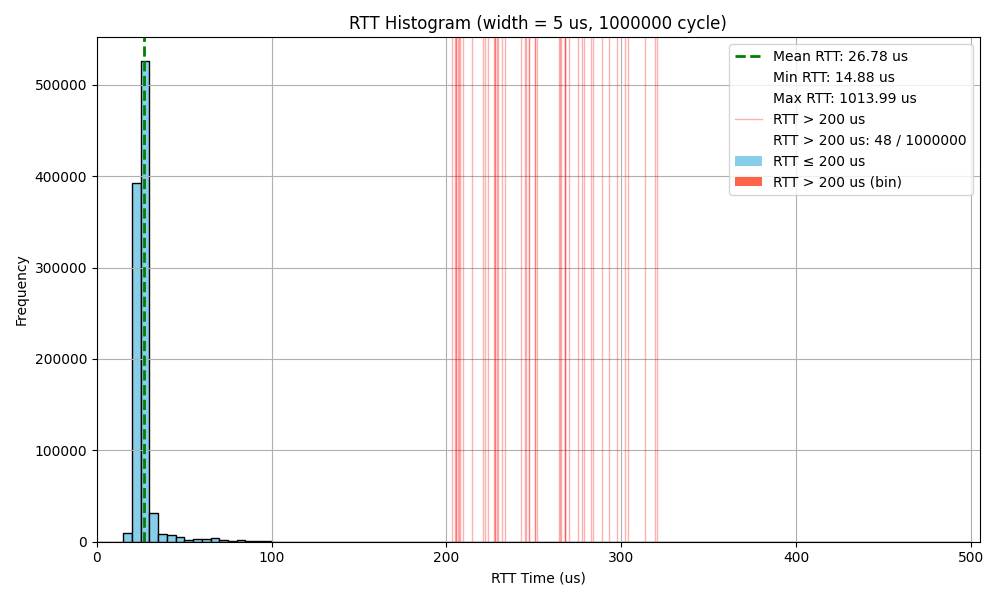 RTT Histogram (width = 5 us, 1000000 cycle)
Mean RTT: 26.78 us
Min RTT: 14.88 us
Max RTT: 1013.99 us
RTT > 200 us
RTT > 200 us: 48 / 1000000
RTT ≤ 200 us
RTT > 200 us (bin)
Frequency
500000
400000
300000
200000
100000
0
0 100 200 300 400 500
RTT Time (us)